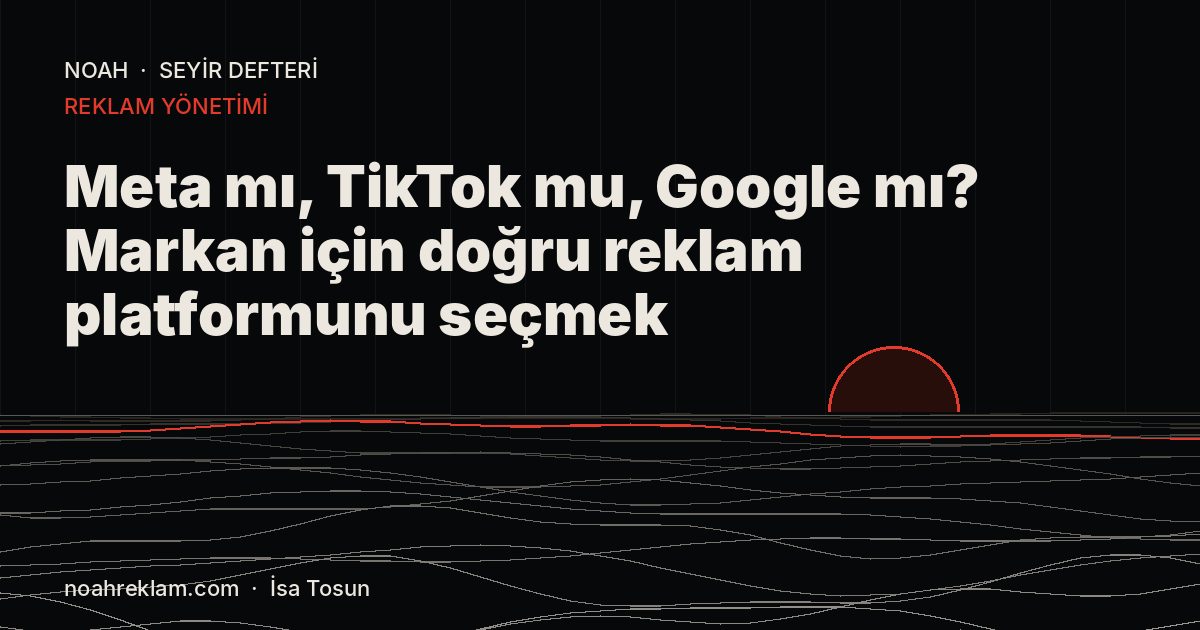 NOAH · SEYİR DEFTERİ
REKLAM YÖNETİMİ
Meta mı, TikTok mu, Google mı?
Markan için doğru reklam
platformunu seçmek
noahreklam.com · İsa Tosun